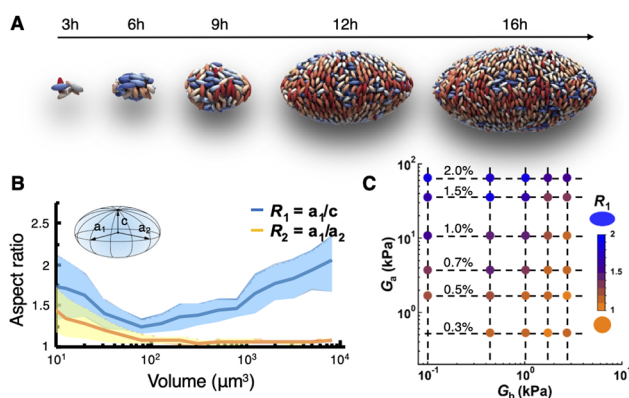 A
3h 6h 9h 12h 16h
B
Aspect ratio
2.5
2
1.5
1
c
a₁ a₂
R₁ = a₁/c
R₂ = a₁/a₂
10¹ 10² 10³ 10⁴
Volume (μm³)
C
Gₐ (kPa)
10²
10¹
10⁰
2.0%
1.5%
1.0%
0.7%
0.5%
0.3%
10⁻¹ 10⁰ 10¹
G_b (kPa)
R₁
2
1.5
1